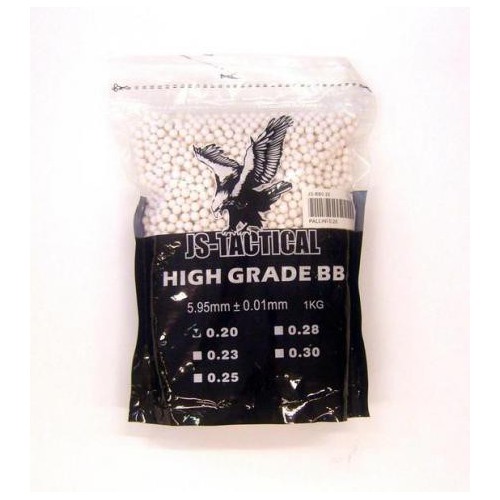 JS-TACTICAL
HIGH GRADE BB
5.95mm ± 0.01mm 1KG
0.20 0.28
0.23 0.30
0.25